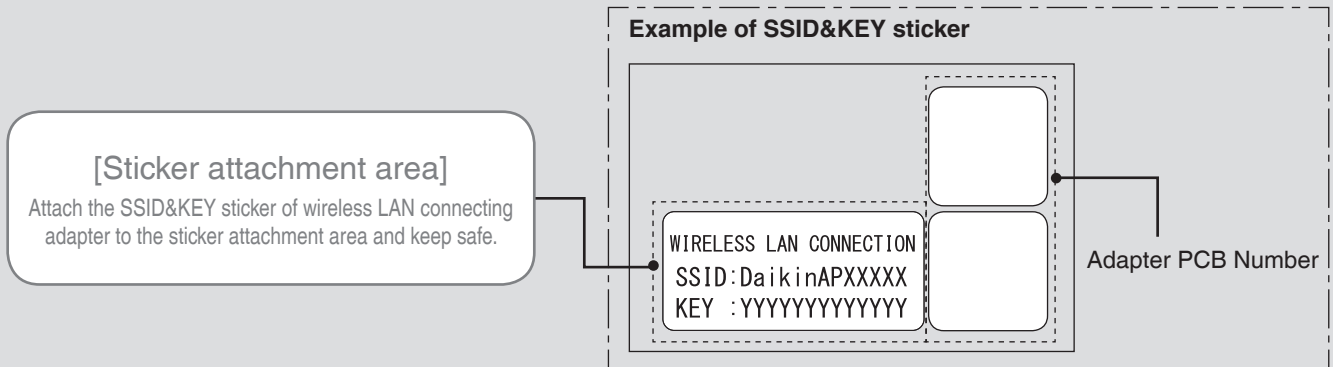 Example of SSID&KEY sticker
[Sticker attachment area]
Attach the SSID&KEY sticker of wireless LAN connecting
adapter to the sticker attachment area and keep safe.
WIRELESS LAN CONNECTION
SSID:DaikinAPXXXXX
KEY :YYYYYYYYYYYYY
Adapter PCB Number